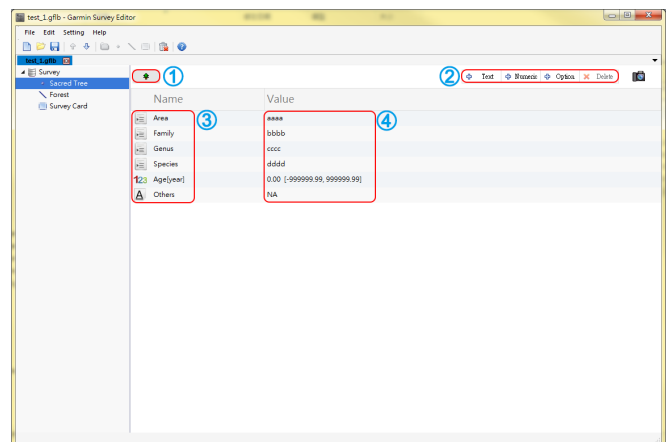 test_1.gflb - Garmin Survey Editor
File Edit Setting Help
test_1.gflb
Survey
Sacred Tree
Forest
Survey Card
① ② Text Numeric Option Delete
Name Value
③ ④
Area aaaa
Family bbbb
Genus cccc
Species dddd
123 Age[year] 0.00 [-999999.99, 999999.99]
A Others NA